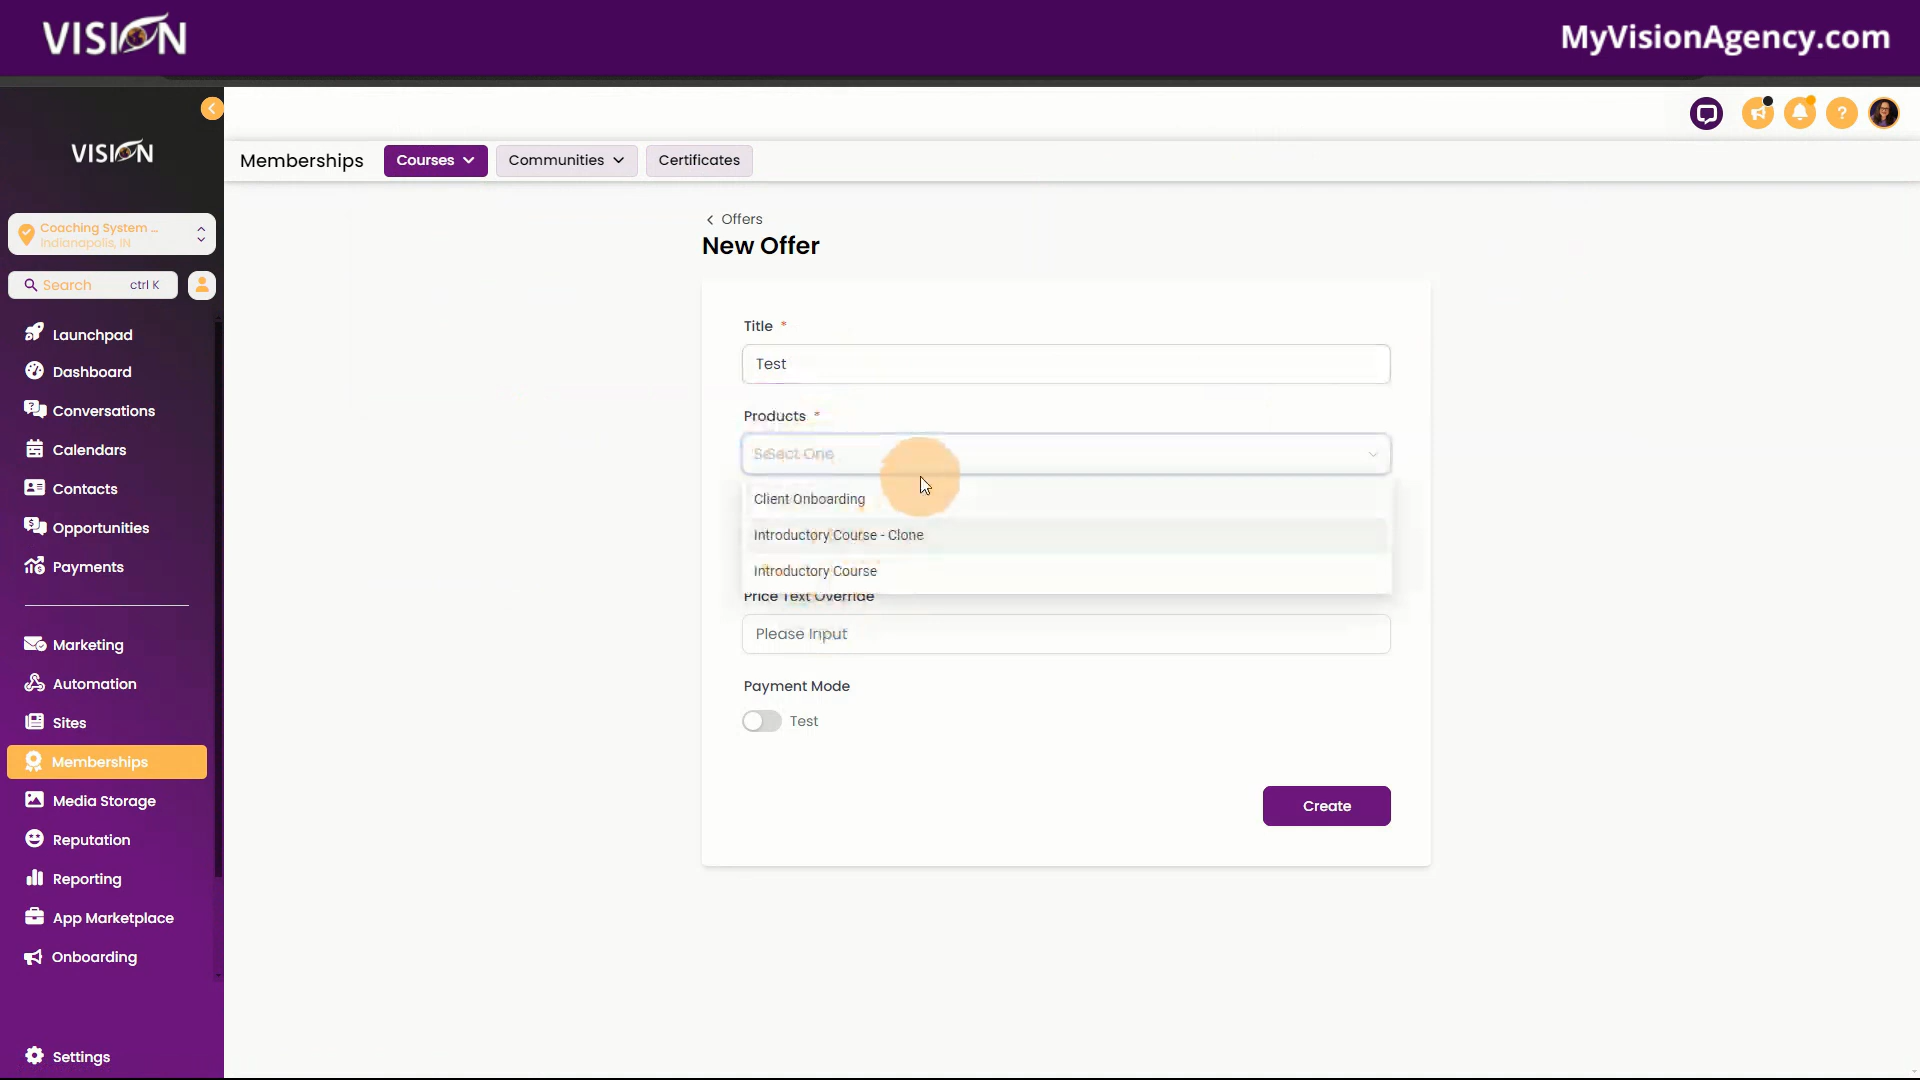 VISION
MyVisionAgency.com
VISION
Memberships
Courses
Communities
Certificates
?
Coaching System ...
Indianapolis, IN
Search
ctrl K
Launchpad
Dashboard
Conversations
Calendars
Contacts
Opportunities
Payments
Marketing
Automation
Sites
Memberships
Media Storage
Reputation
Reporting
App Marketplace
Onboarding
Settings
Offers
New Offer
Title *
Test
Products *
Select One
Client Onboarding
Introductory Course - Clone
Introductory Course
Price Text Override
Please Input
Payment Mode
Test
Create